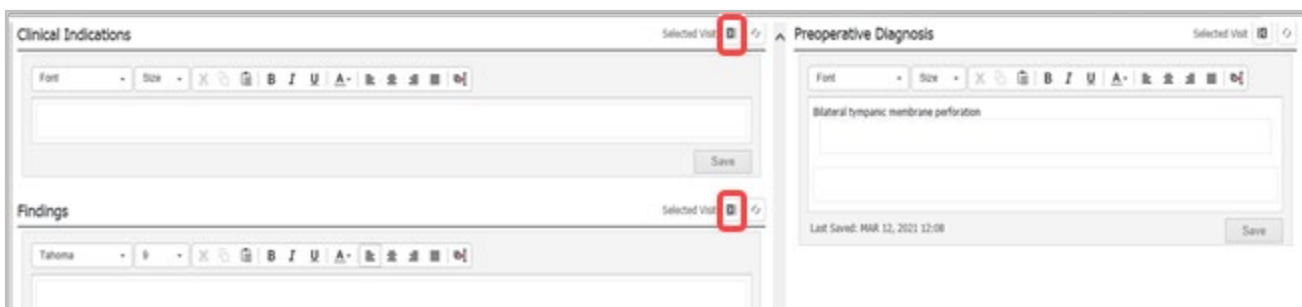 Clinical Indications
Selected Visit
Font
Size
B I U A
Save
Findings
Selected Visit
Tahoma
9
B I U A
Preoperative Diagnosis
Selected Visit
Font
Size
B I U A
Bilateral tympanic membrane perforation
Last Saved: MAR 12, 2021 12:08
Save